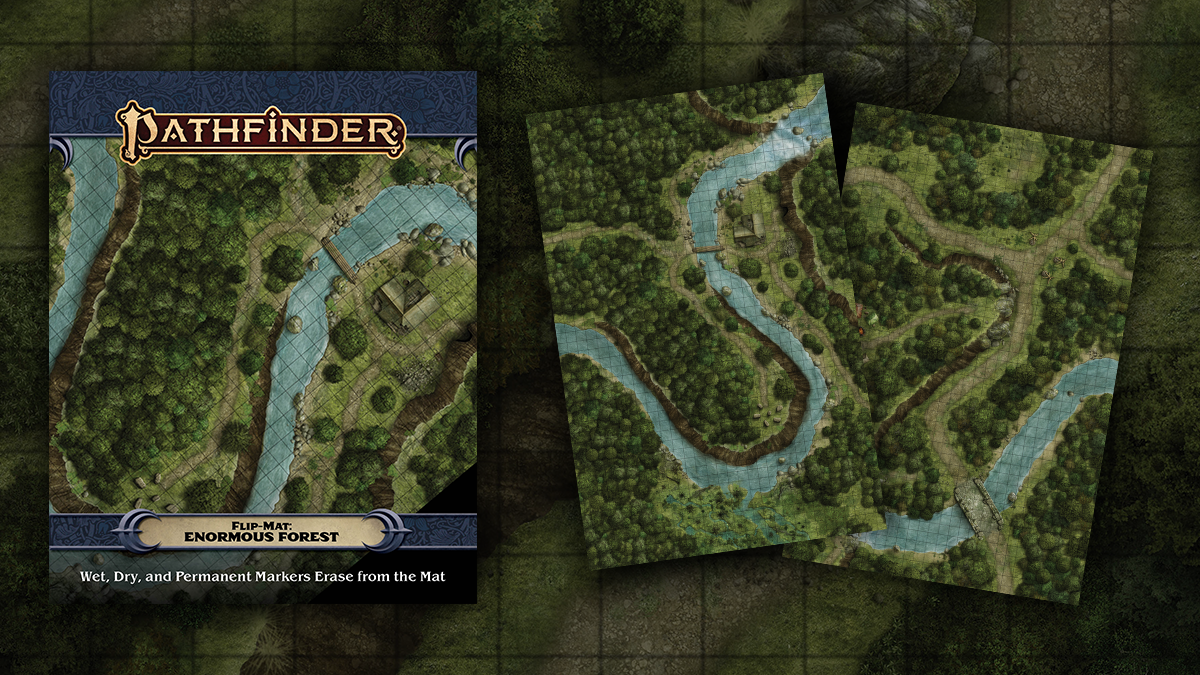 PATHFINDER
FLIP-MAT:
ENORMOUS FOREST
Wet, Dry, and Permanent Markers Erase from the Mat